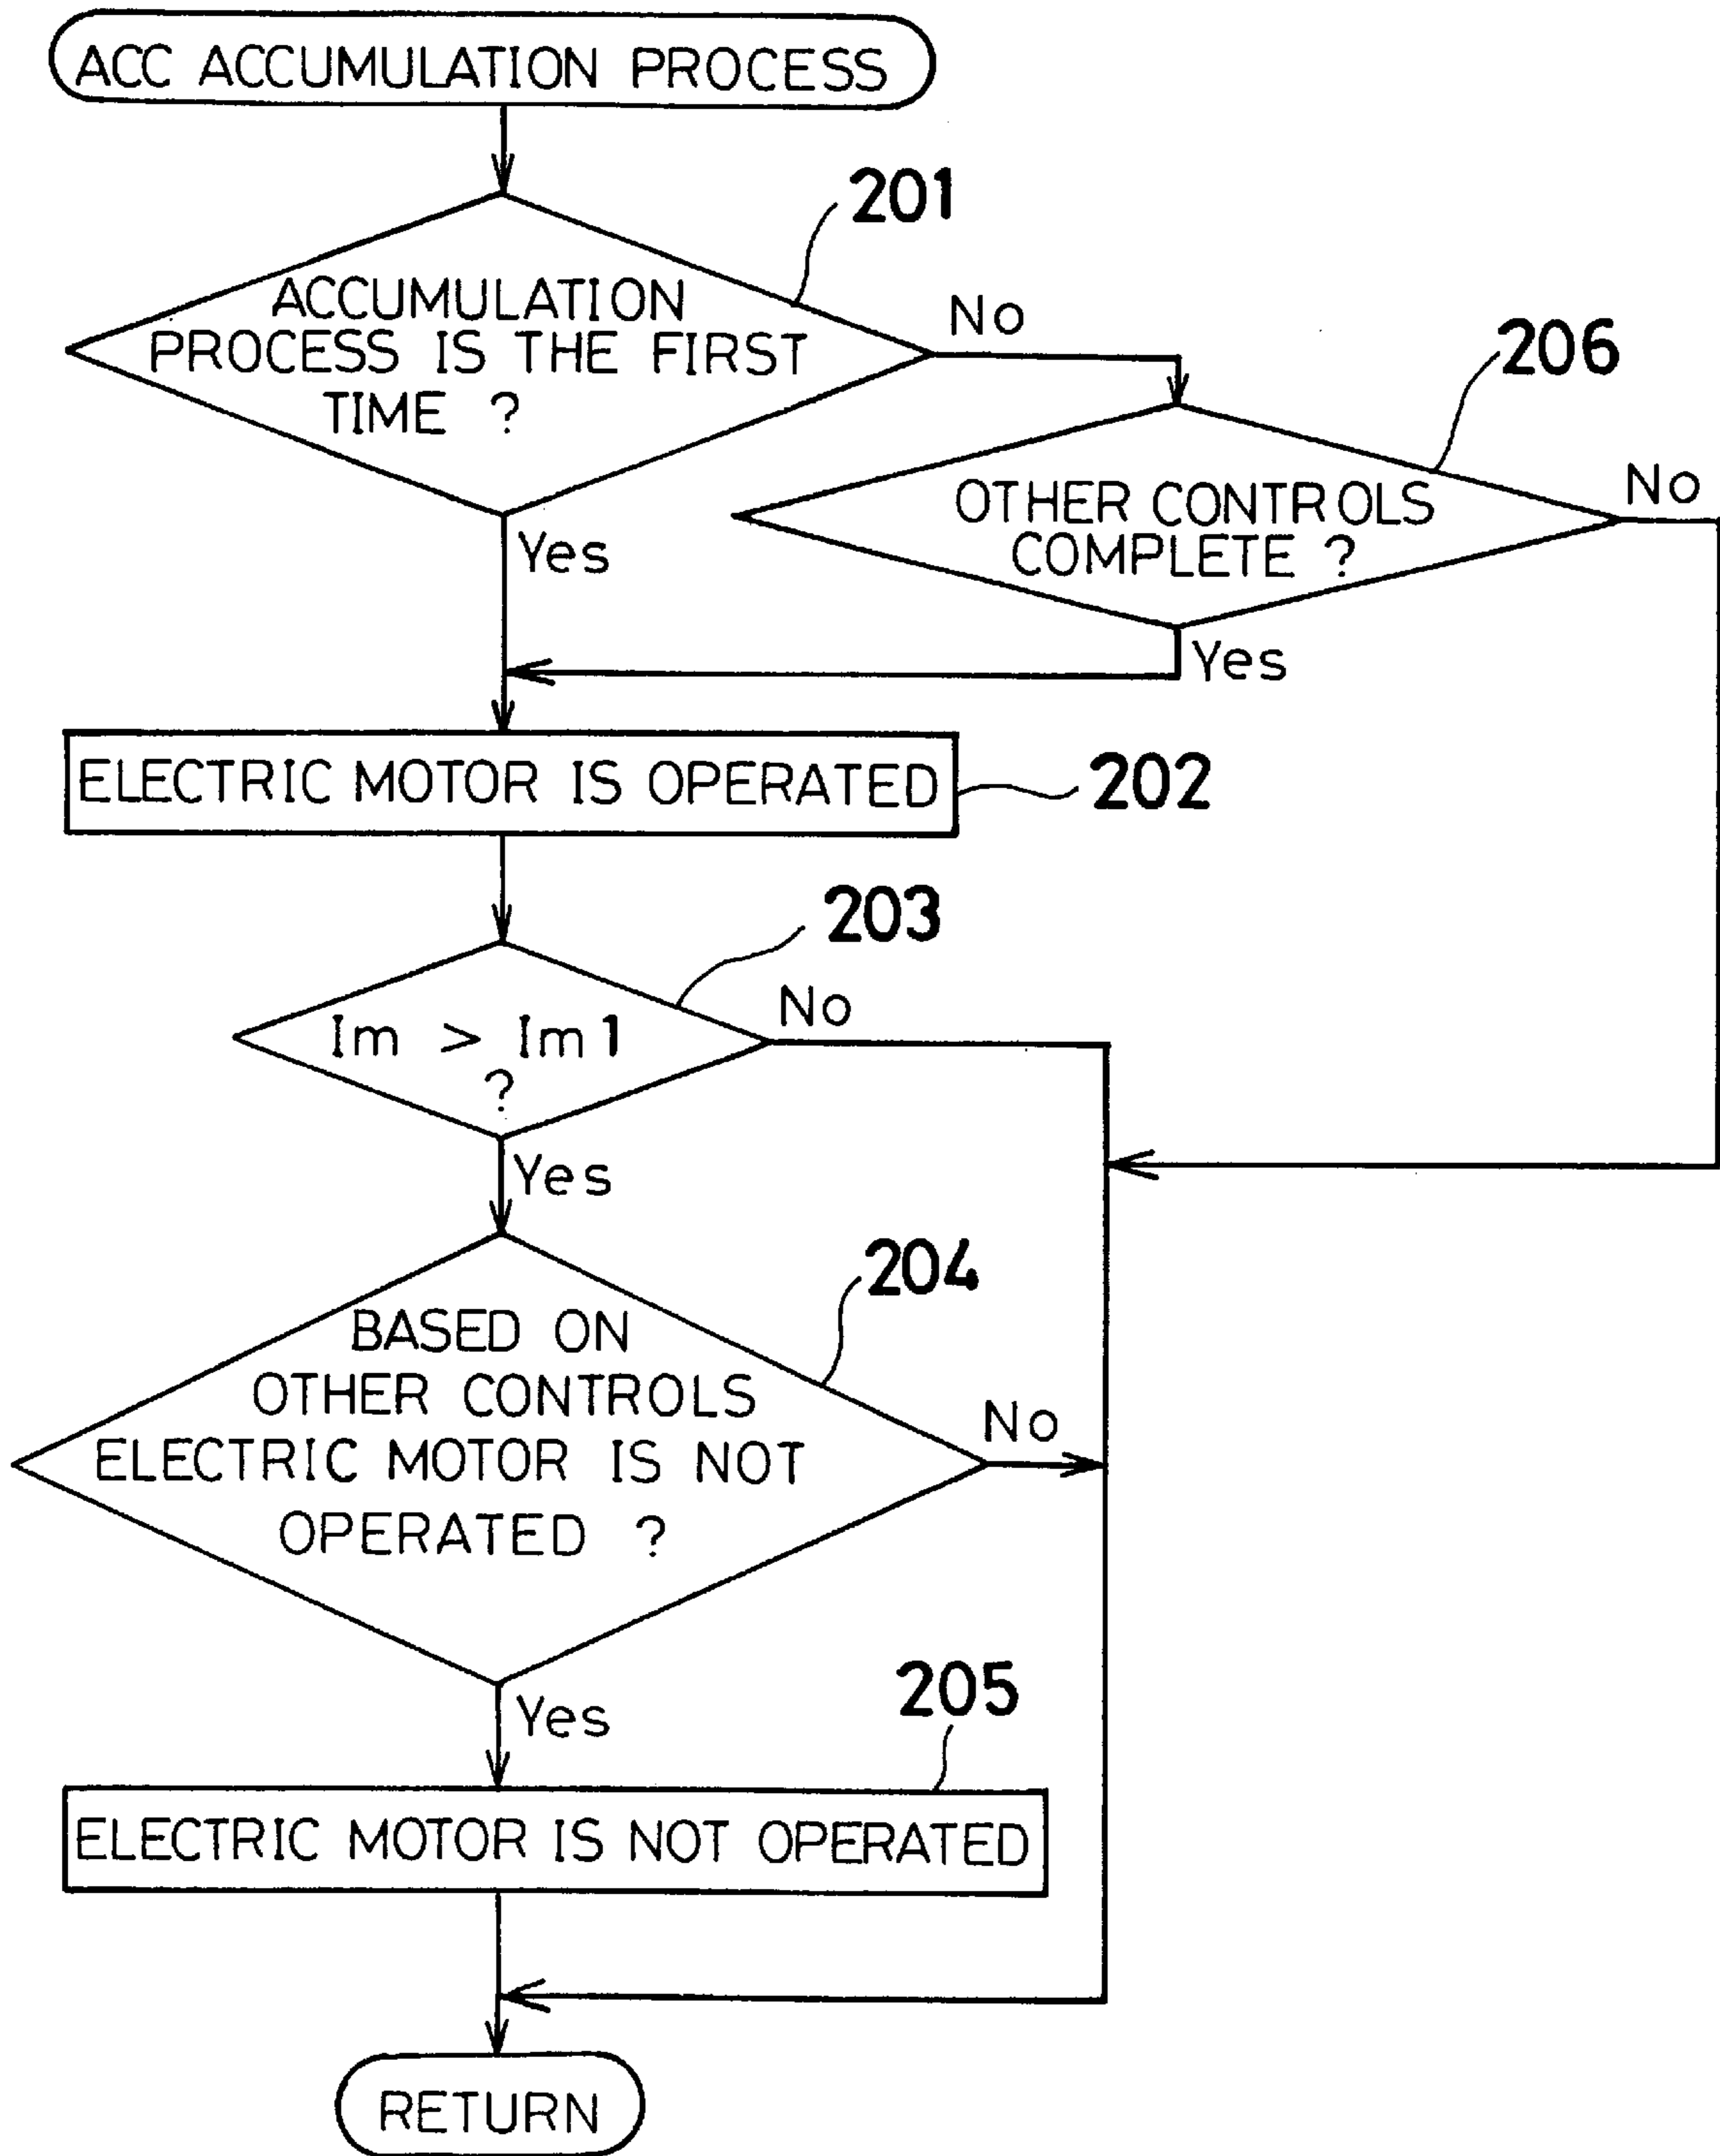 ACC ACCUMULATION PROCESS
201
ACCUMULATION
PROCESS IS THE FIRST
TIME ?
No
206
OTHER CONTROLS
COMPLETE ?
No
Yes
Yes
ELECTRIC MOTOR IS OPERATED
202
203
Im > Im1
?
No
Yes
204
BASED ON
OTHER CONTROLS
ELECTRIC MOTOR IS NOT
OPERATED ?
No
Yes
205
ELECTRIC MOTOR IS NOT OPERATED
RETURN